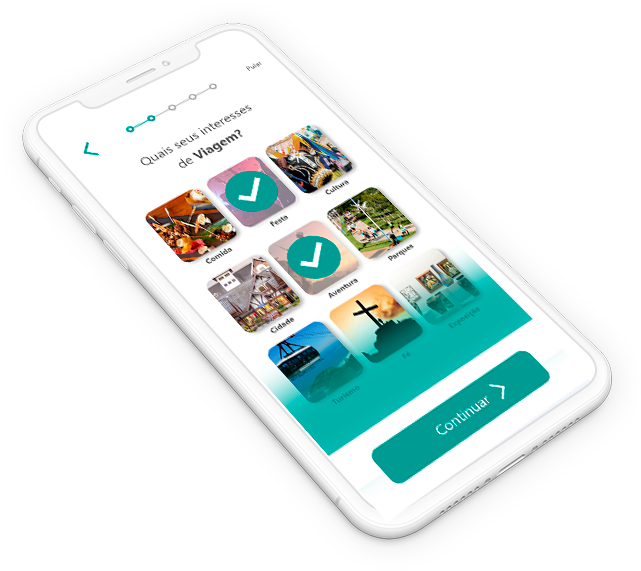 Pular
Quais seus interesses
de Viagem?
Comida
Festa
Cultura
Cidade
Aventura
Parques
Turismo
Fé
Exposição
Continuar